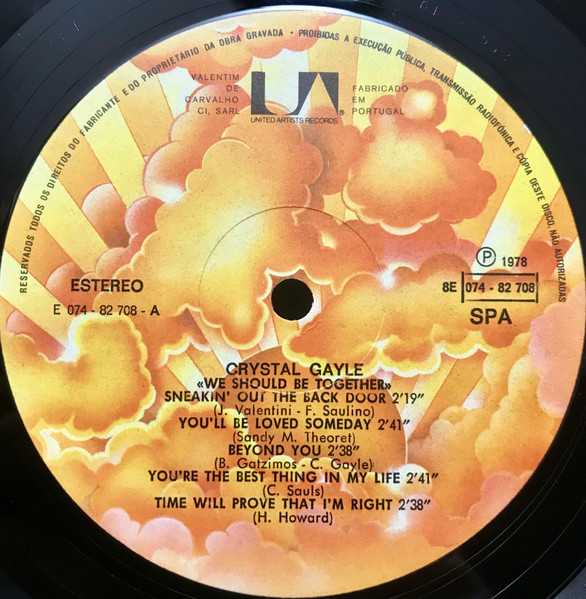 RESERVADOS TODOS OS DIREITOS DO FABRICANTE E DO PROPRIETARIO DA OBRA GRAVADA • PROIBIDAS A EXECUÇÃO PÚBLICA, TRANSMISSÃO RADIOFÓNICA E CÓPIA DESTE DISCO, NÃO AUTORIZADAS
VALENTIM
DE
CARVALHO
CI, SARL
UA®
UNITED ARTISTS RECORDS
FABRICADO
EM
PORTUGAL
ESTEREO
E 074 - 82 708 - A
Ⓟ 1978
8E 074 - 82 708
SPA
CRYSTAL GAYLE
«WE SHOULD BE TOGETHER»
SNEAKIN' OUT THE BACK DOOR 2'19"
(J. Valentini - F. Saulino)
YOU'LL BE LOVED SOMEDAY 2'41"
(Sandy M. Theoret)
BEYOND YOU 2'38"
(B. Gatzimos - C. Gayle)
YOU'RE THE BEST THING IN MY LIFE 2'41"
(C. Sauls)
TIME WILL PROVE THAT I'M RIGHT 2'38"
(H. Howard)